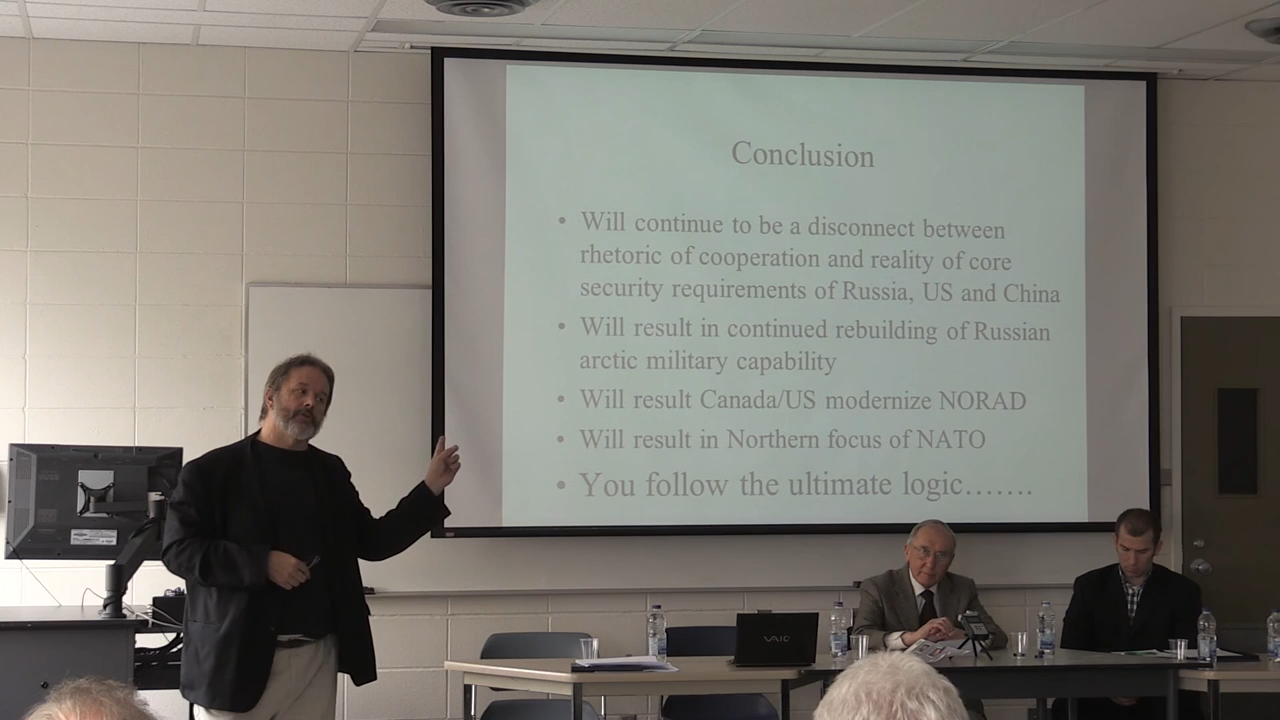 Conclusion
• Will continue to be a disconnect between
rhetoric of cooperation and reality of core
security requirements of Russia, US and China
• Will result in continued rebuilding of Russian
arctic military capability
• Will result Canada/US modernize NORAD
• Will result in Northern focus of NATO
• You follow the ultimate logic…….
VAIO